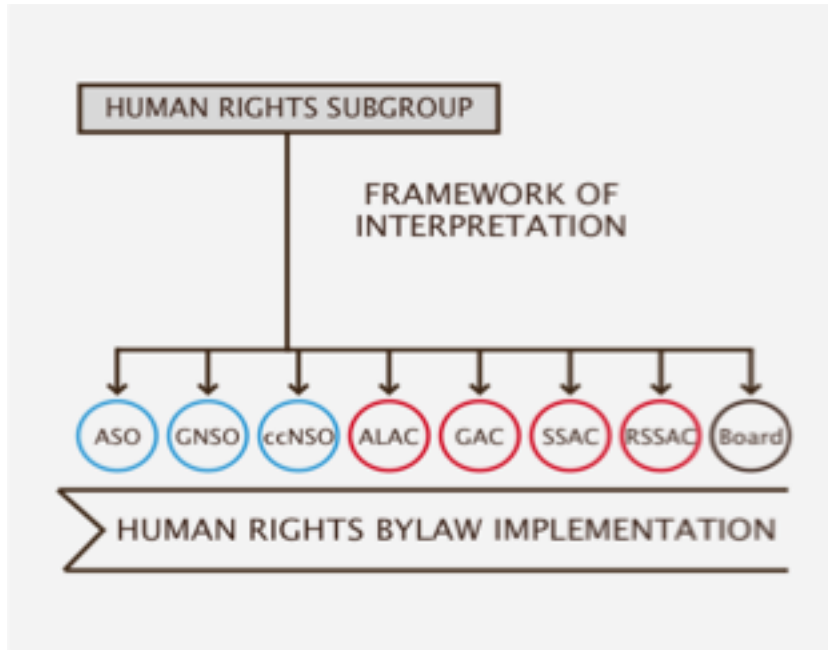 HUMAN RIGHTS SUBGROUP
FRAMEWORK OF
INTERPRETATION
ASO GNSO ccNSO ALAC GAC SSAC RSSAC Board
HUMAN RIGHTS BYLAW IMPLEMENTATION